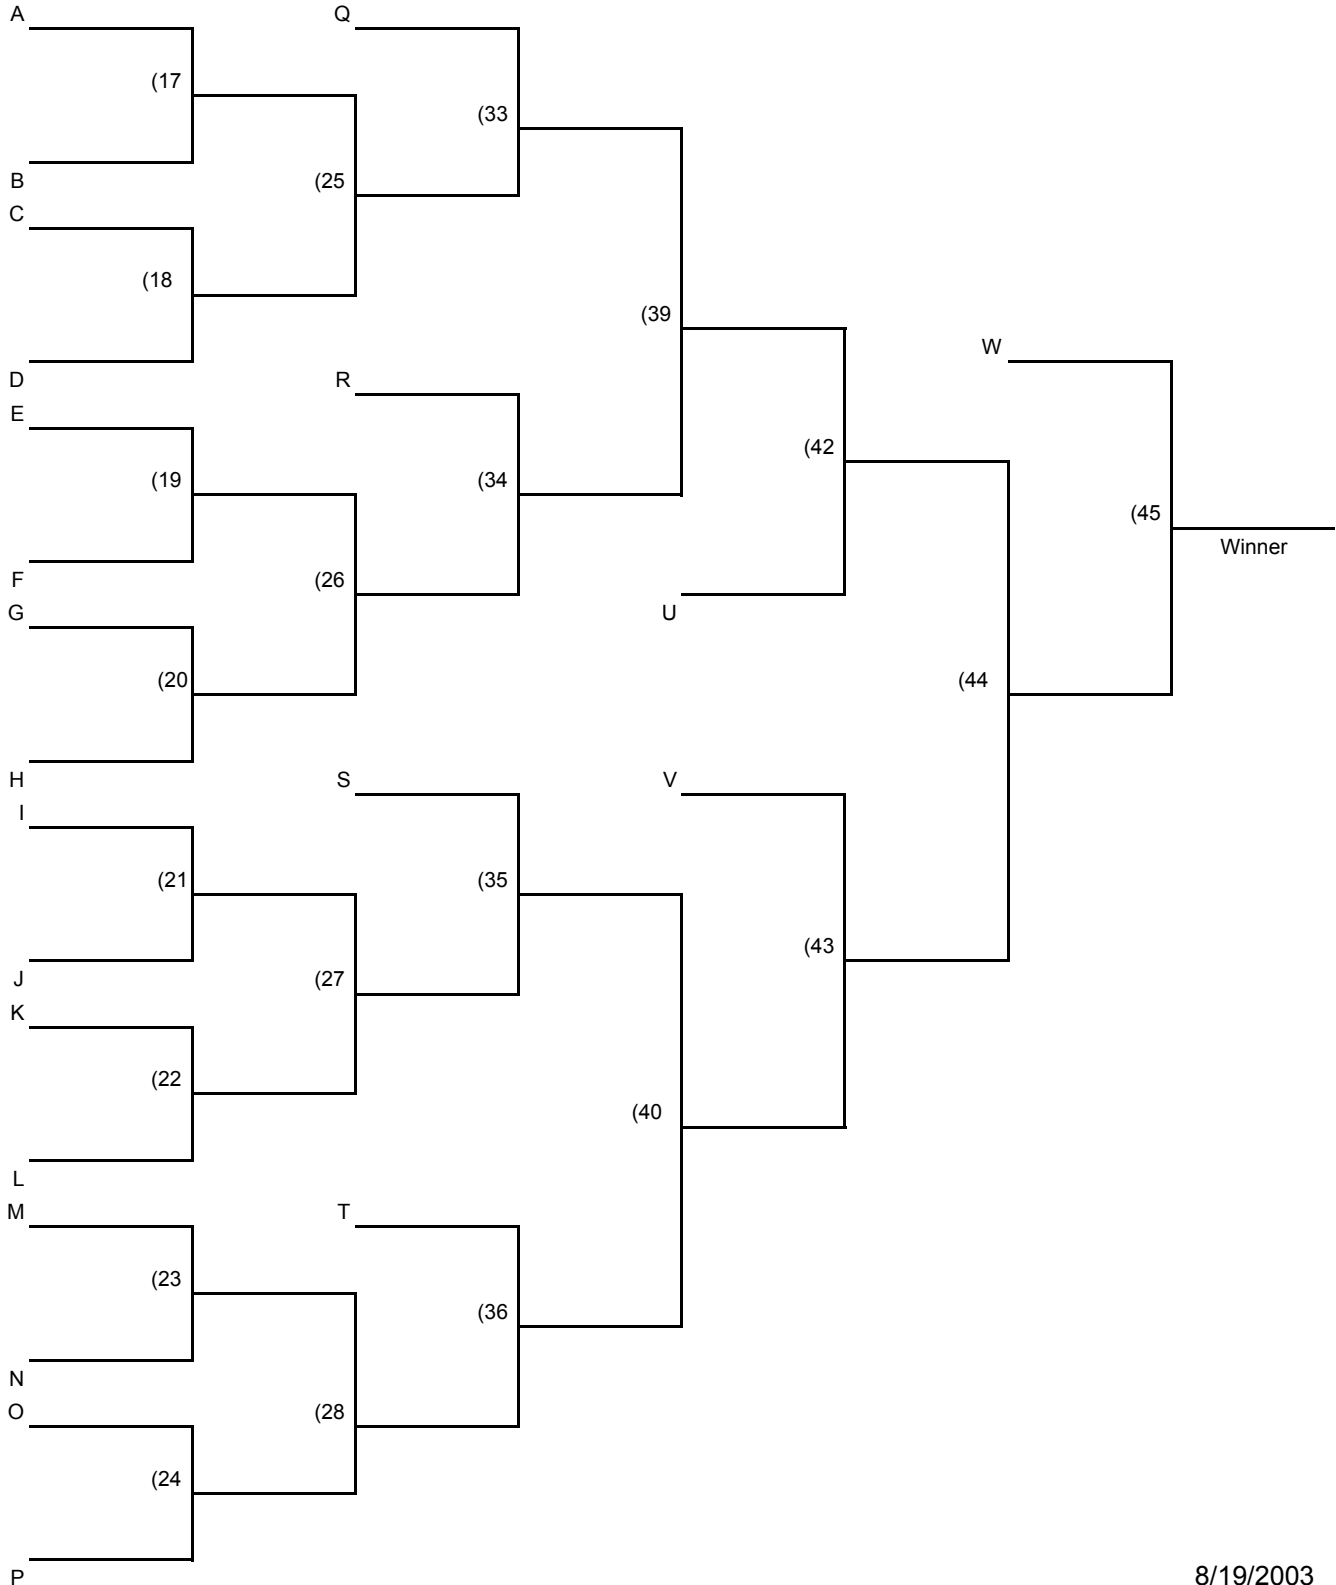 A
Q
(17
(33
B
(25
C
(18
(39
W
D
R
E
(42
(19
(34
(45
Winner
F
(26
G
U
(20
(44
H
S
V
I
(21
(35
(43
J
(27
K
(22
(40
L
M
T
(23
(36
N
O
(28
(24
8/19/2003
P